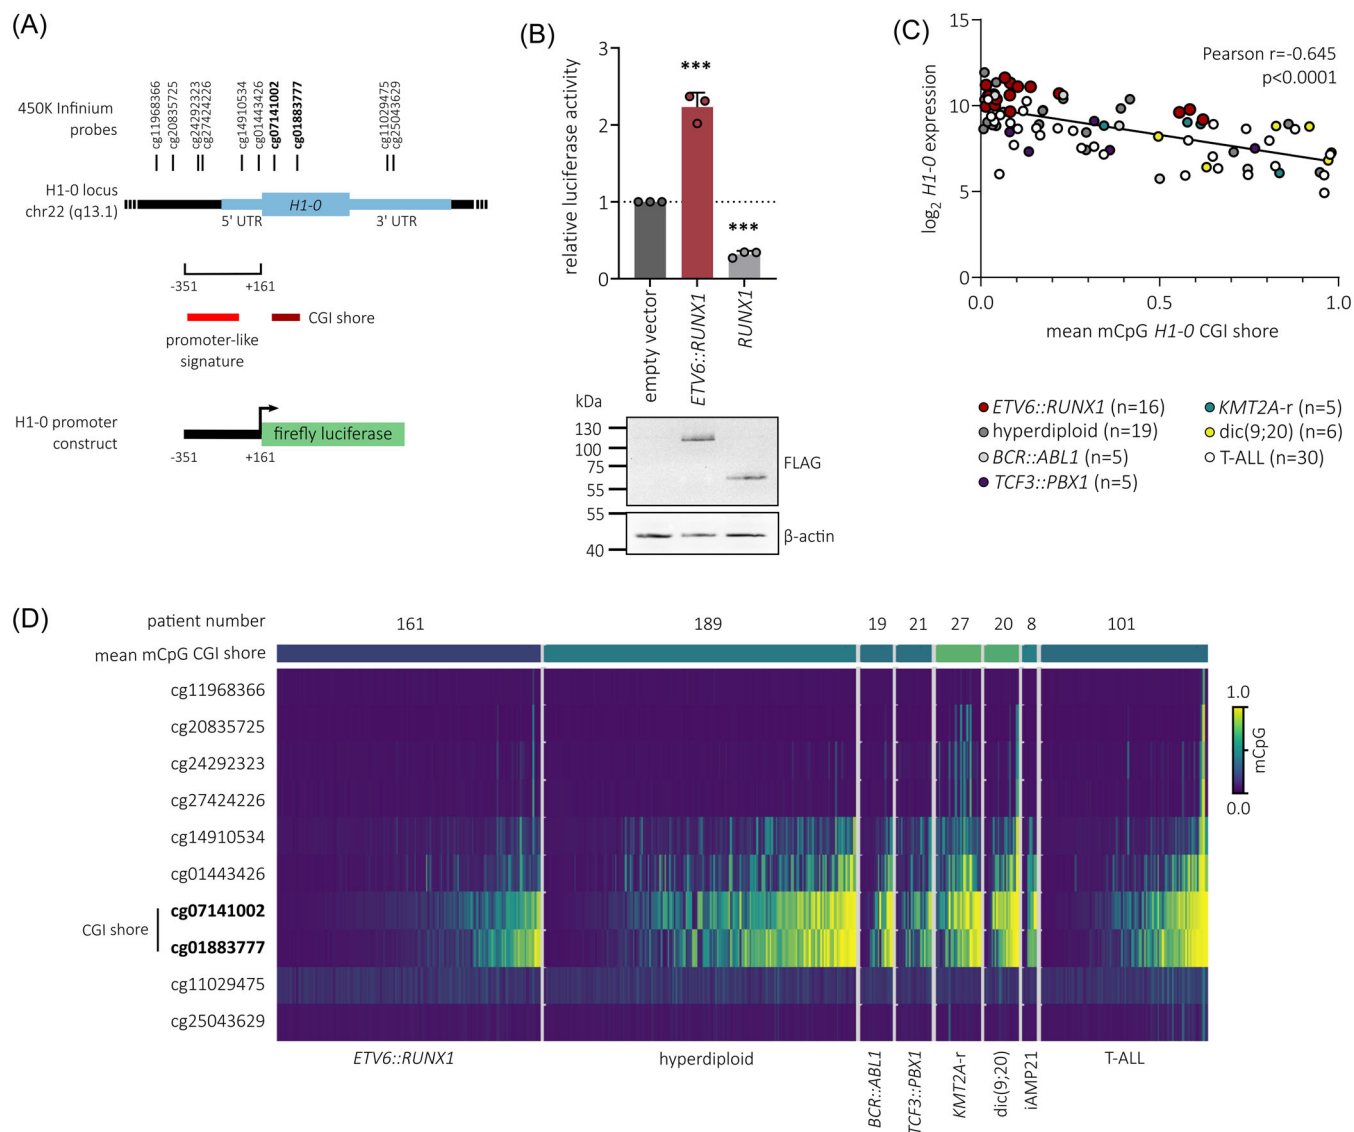 (A)
450K Infinium
probes
cg11968366
cg20835725
cg24292323
cg27424226
cg14910534
cg01443426
cg07141002
cg01883777
cg11029475
cg25043629
H1-0 locus
chr22 (q13.1)
H1-0
5' UTR
3' UTR
-351
+161
promoter-like
signature
CGI shore
H1-0 promoter
construct
firefly luciferase
-351
+161
(B)
relative luciferase activity
3
2
1
0
***
***
empty vector
ETV6::RUNX1
RUNX1
kDa
130
100
75
55
FLAG
55
40
β-actin
(C)
log2 H1-0 expression
15
10
5
0
Pearson r=-0.645
p<0.0001
0.0
0.5
1.0
mean mCpG H1-0 CGI shore
ETV6::RUNX1 (n=16)
hyperdiploid (n=19)
BCR::ABL1 (n=5)
TCF3::PBX1 (n=5)
KMT2A-r (n=5)
dic(9;20) (n=6)
T-ALL (n=30)
(D)
patient number
161
189
19
21
27
20
8
101
mean mCpG CGI shore
cg11968366
cg20835725
cg24292323
cg27424226
cg14910534
cg01443426
CGI shore
cg07141002
cg01883777
cg11029475
cg25043629
1.0
mCpG
0.0
ETV6::RUNX1
hyperdiploid
BCR::ABL1
TCF3::PBX1
KMT2A-r
dic(9;20)
iAMP21
T-ALL